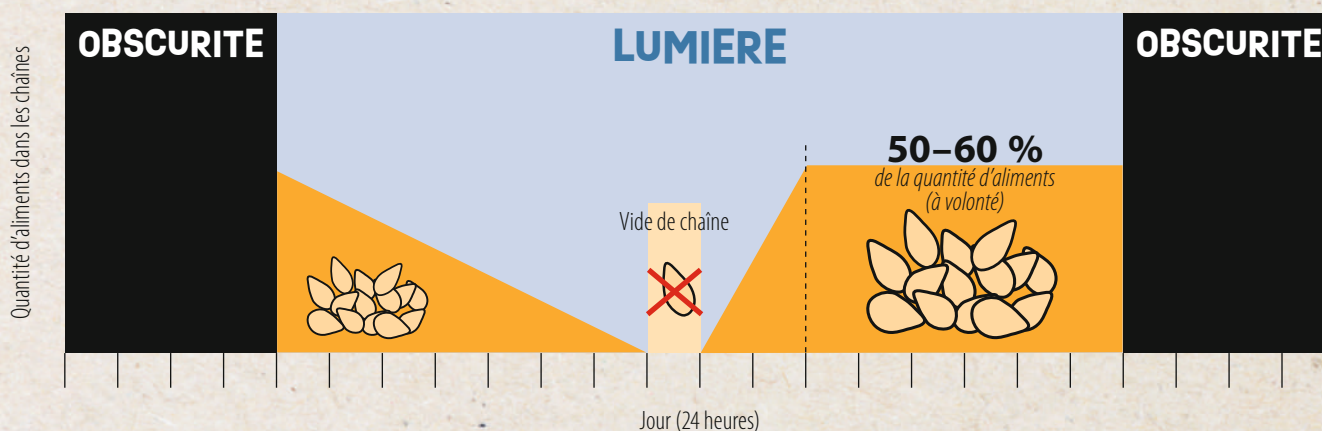 OBSCURITE
LUMIERE
OBSCURITE
Quantité d’aliments dans les chaînes
50–60 %
de la quantité d’aliments
(à volonté)
Vide de chaîne
Jour (24 heures)